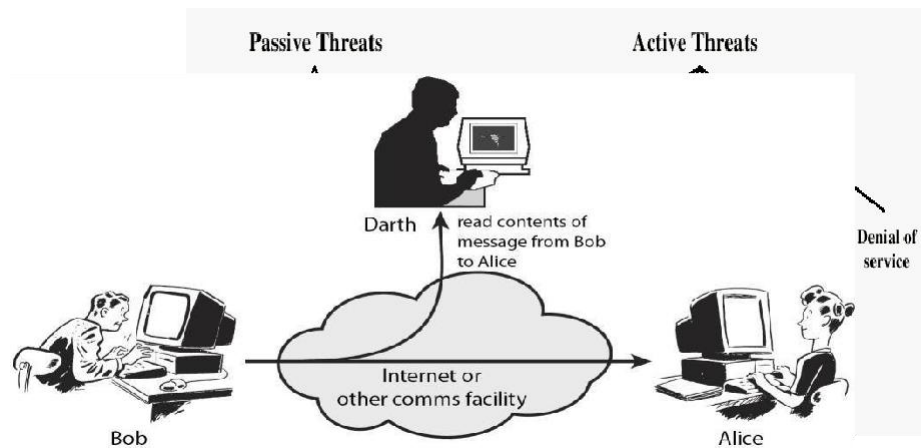 Passive Threats
Active Threats
Darth
read contents of
message from Bob
to Alice
Denial of
service
Internet or
other comms facility
Bob
Alice